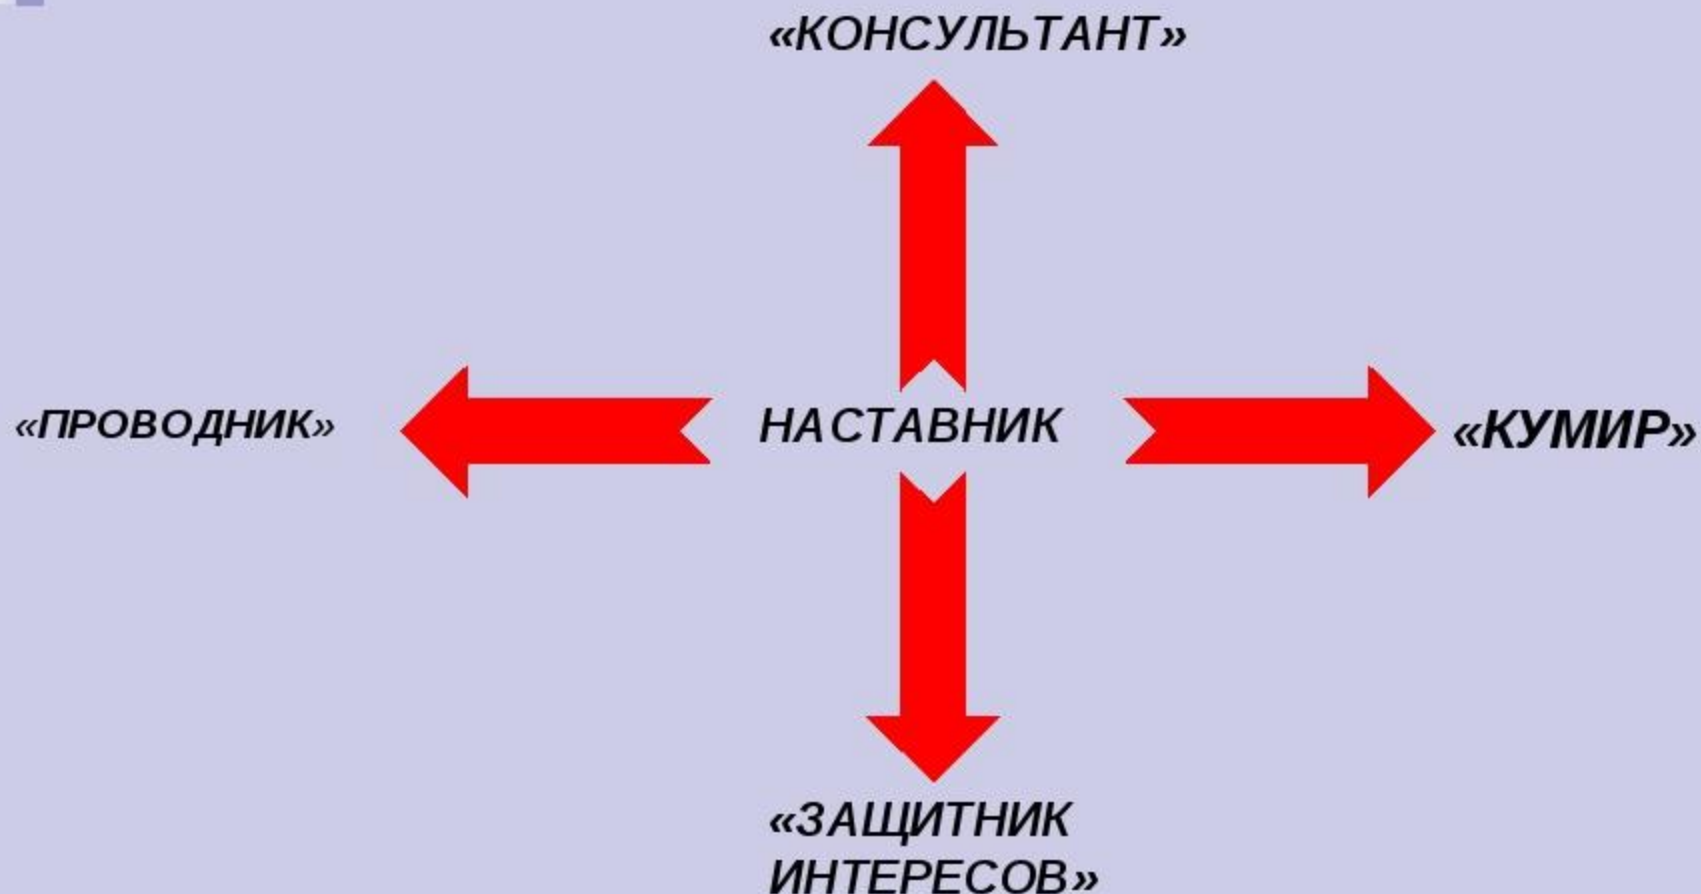 «КОНСУЛЬТАНТ»
«ПРОВОДНИК»
НАСТАВНИК
«КУМИР»
«ЗАЩИТНИК
ИНТЕРЕСОВ»